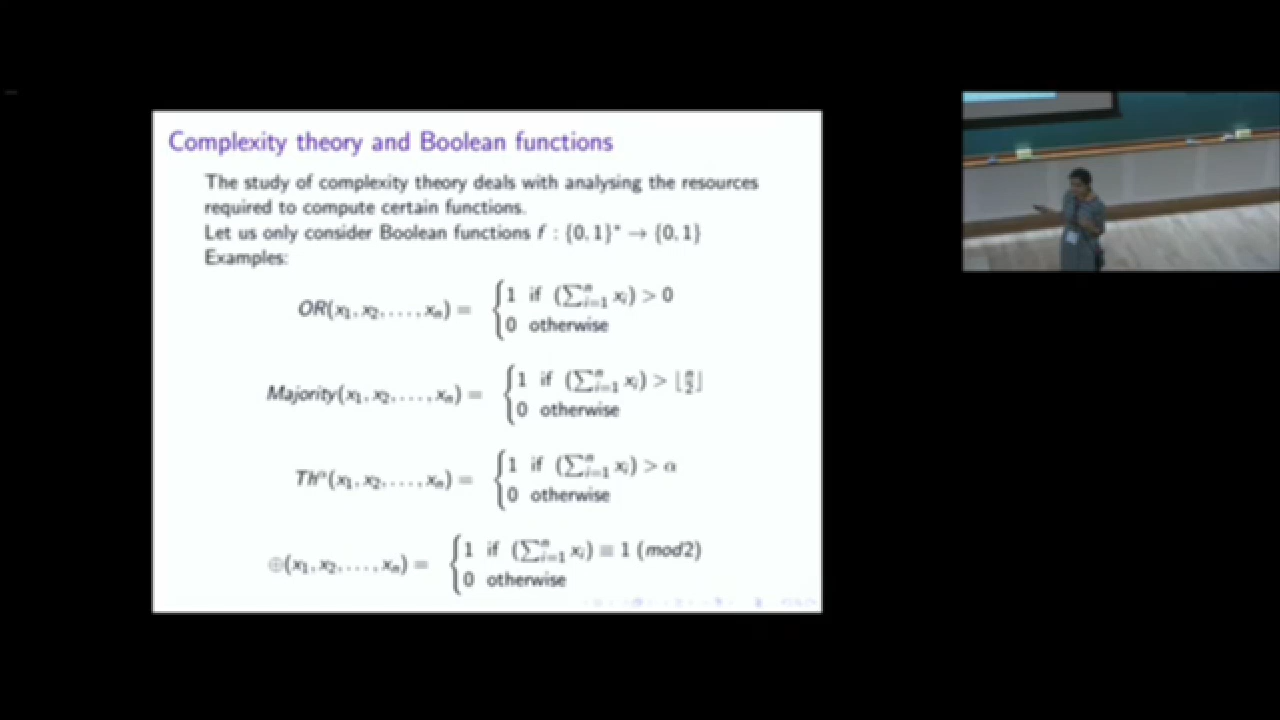 Complexity theory and Boolean functions
The study of complexity theory deals with analysing the resources
required to compute certain functions.
Let us only consider Boolean functions f : {0, 1}* → {0, 1}
Examples:
OR(x₁, x₂, . . . , xₙ) = { 1 if (∑ⁿᵢ₌₁ xᵢ) > 0
0 otherwise
Majority(x₁, x₂, . . . , xₙ) = { 1 if (∑ⁿᵢ₌₁ xᵢ) > ⌊n/2⌋
0 otherwise
Thᵅ(x₁, x₂, . . . , xₙ) = { 1 if (∑ⁿᵢ₌₁ xᵢ) > α
0 otherwise
⊕(x₁, x₂, . . . , xₙ) = { 1 if (∑ⁿᵢ₌₁ xᵢ) ≡ 1 (mod2)
0 otherwise